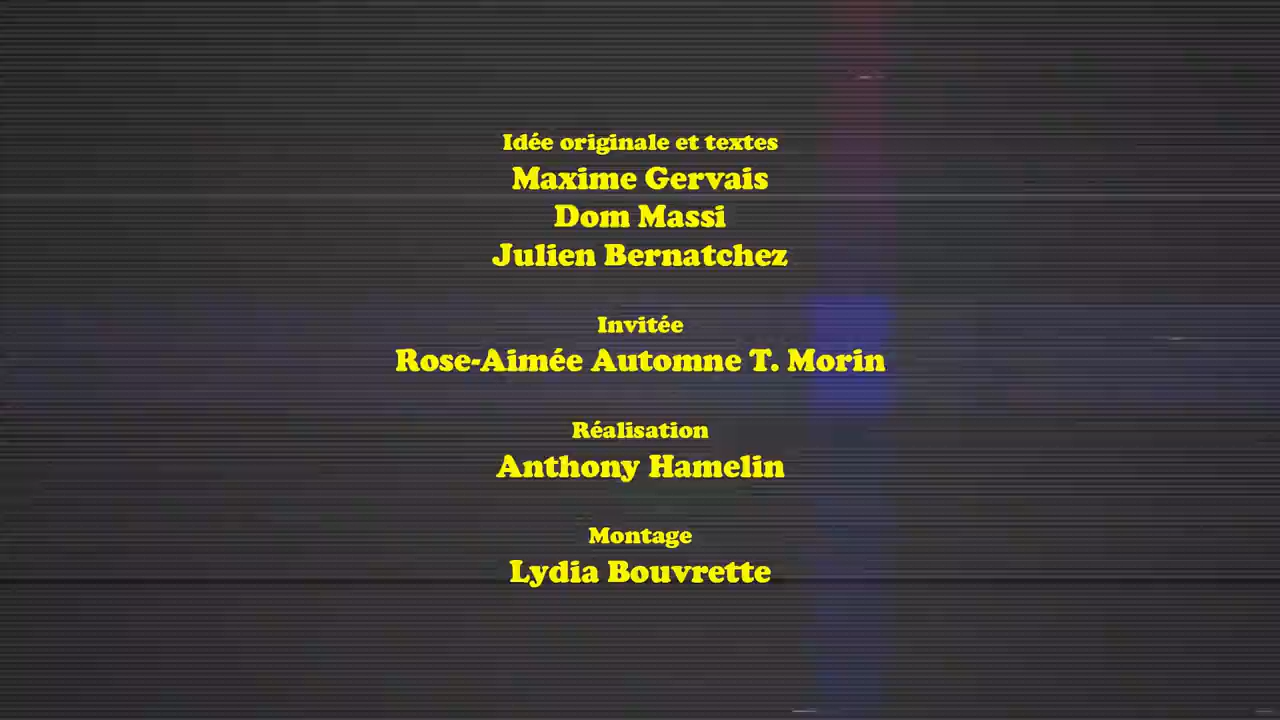 Idée originale et textes
Maxime Gervais
Dom Massi
Julien Bernatchez
Invitée
Rose-Aimée Automne T. Morin
Réalisation
Anthony Hamelin
Montage
Lydia Bouvrette